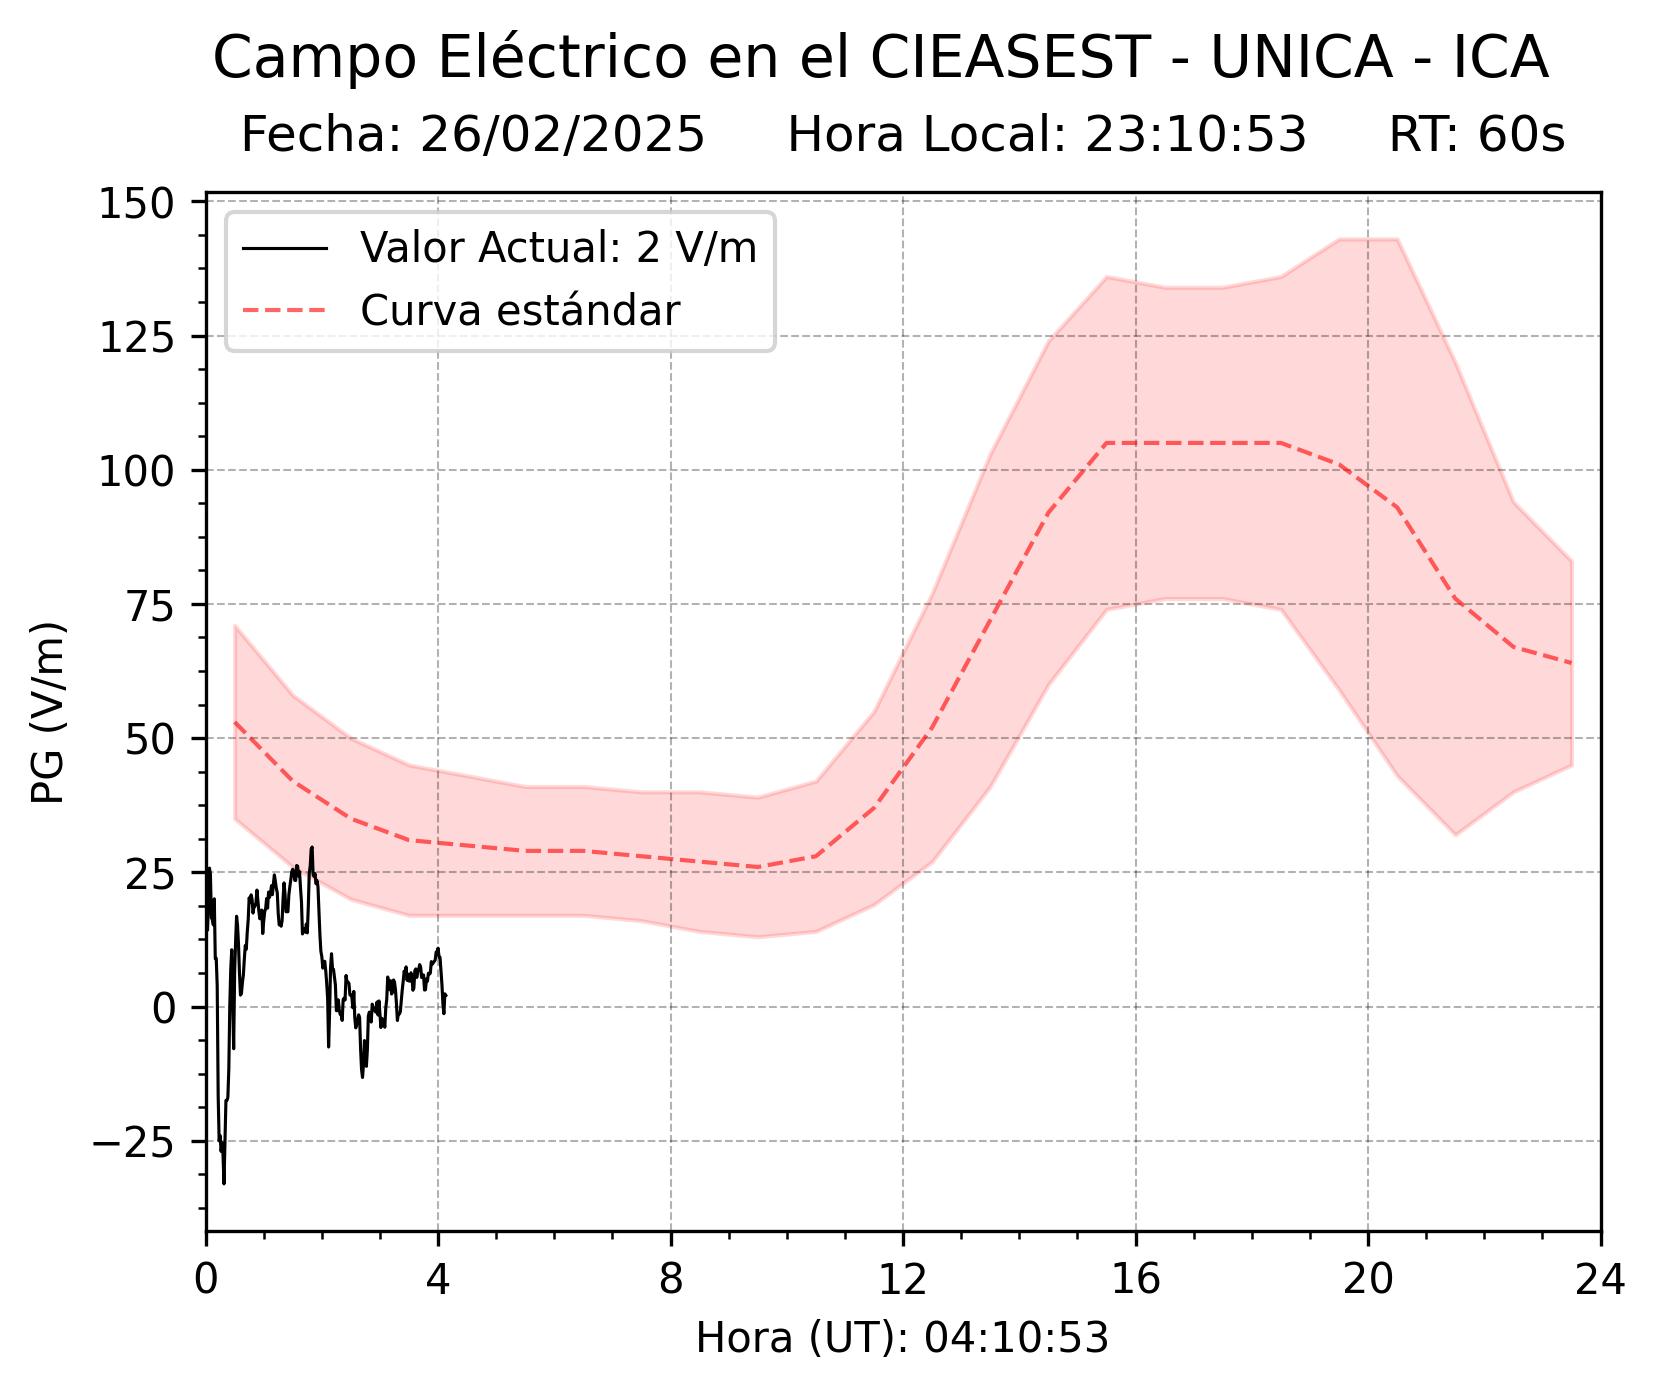 Campo Eléctrico en el CIEASEST - UNICA - ICA
Fecha: 26/02/2025 Hora Local: 23:10:53 RT: 60s
Valor Actual: 2 V/m
Curva estándar
PG (V/m)
150
125
100
75
50
25
0
−25
0 4 8 12 16 20 24
Hora (UT): 04:10:53